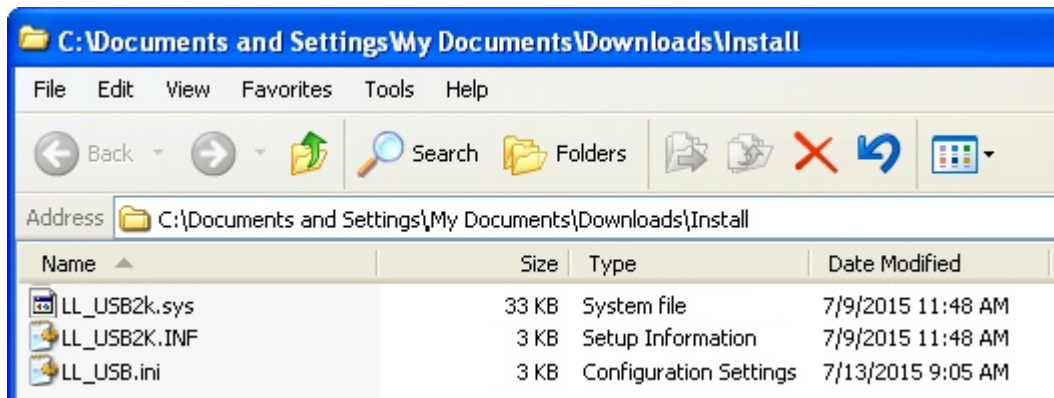 C:\Documents and Settings\My Documents\Downloads\Install
File Edit View Favorites Tools Help
Back Search Folders
Address C:\Documents and Settings\My Documents\Downloads\Install
Name Size Type Date Modified
LL_USB2k.sys 33 KB System file 7/9/2015 11:48 AM
LL_USB2K.INF 3 KB Setup Information 7/9/2015 11:48 AM
LL_USB.ini 3 KB Configuration Settings 7/13/2015 9:05 AM